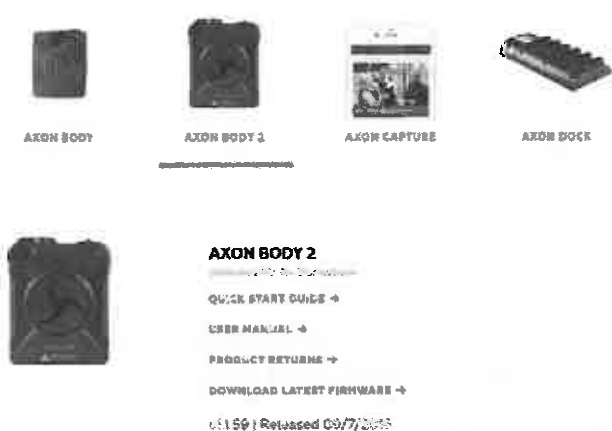 AXON BODY
AXON BODY 2
AXON CAPTURE
AXON DOCK
AXON BODY 2
QUICK START GUIDE →
USER MANUAL →
PRODUCT RETURNS →
DOWNLOAD LATEST FIRMWARE →
Released